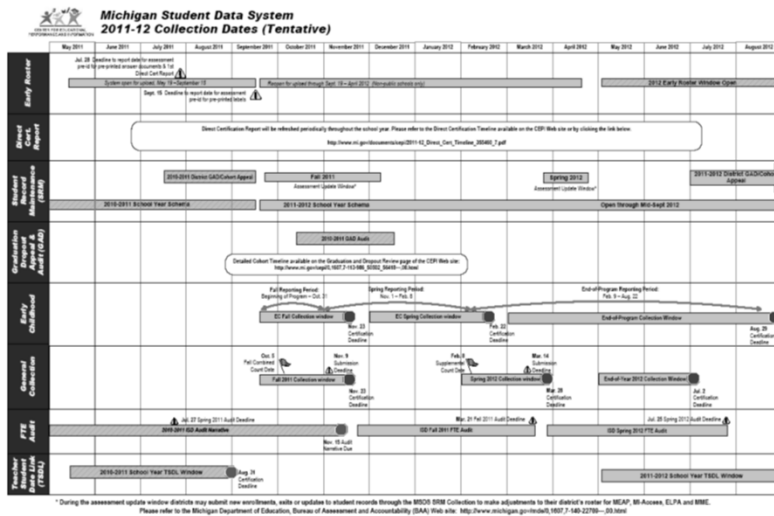 Michigan Student Data System
2011-12 Collection Dates (Tentative)
May 2011 June 2011 July 2011 August 2011 September 2011 October 2011 November 2011 December 2011 January 2012 February 2012 March 2012 April 2012 May 2012 June 2012 July 2012 August 2012
Early Roster
Jul. 28 Deadline to report data for assessment
pre-id for pre-printed answer documents & 1st
Direct Cert Report
System open for upload, May 19 – September 15
Reopen for upload through Sept. 19 – April 2012 (Non-public schools only)
2012 Early Roster Window Open
Sept. 15 Deadline to report data for assessment
pre-id for pre-printed labels
Direct Cert. Report
Direct Certification Report will be refreshed periodically throughout the school year. Please refer to the Direct Certification Timeline available on the CEPI Web site or by clicking the link below.
Student Record Maintenance (SRM)
2010-2011 District GAD/Cohort Appeal
Fall 2011
Assessment Update Window*
Spring 2012
Assessment Update Window*
2011-2012 District GAD/Cohort Appeal
2010-2011 School Year Schema
2011-2012 School Year Schema
Open through Mid-Sept 2012
Graduation Dropout Appeal & Audit (GAD)
2010-2011 GAD Audit
Detailed Cohort Timeline available on the Graduation and Dropout Review page of the CEPI Web site:
Early Childhood
Fall Reporting Period:
Beginning of Program – Oct. 31
Spring Reporting Period:
Nov. 1 – Feb. 8
End-of-Program Reporting Period:
Feb. 9 – Aug. 22
EC Fall Collection window
EC Spring Collection window
End-of-Program Collection Window
Nov. 23
Certification
Deadline
Feb. 22
Certification
Deadline
Aug. 29
Certification
Deadline
General Collection
Oct. 5
Fall Combined
Count Date
Nov. 9
Submission
Deadline
Feb. 8
Supplemental
Count Date
Mar. 14
Submission
Deadline
Fall 2011 Collection window
Spring 2012 Collection window
End-of-Year 2012 Collection Window
Nov. 23
Certification
Deadline
Mar. 28
Certification
Deadline
Jul. 2
Certification
Deadline
FTE Audit
Jul. 27 Spring 2011 Audit Deadline
Mar. 21 Fall 2011 Audit Deadline
Jul. 25 Spring 2012 Audit Deadline
2010-2011 ISD Audit Narrative
ISD Fall 2011 FTE Audit
ISD Spring 2012 FTE Audit
Nov. 15 Audit
Narrative Due
Teacher Student Data Link (TSDL)
2010-2011 School Year TSDL Window
Aug. 31
Certification
Deadline
2011-2012 School Year TSDL Window
* During the assessment update window districts may submit new enrollments, exits or updates to student records through the MSDS SRM Collection to make adjustments to their district's roster for MEAP, MI-Access, ELPA and MME.
Please refer to the Michigan Department of Education, Bureau of Assessment and Accountability (BAA) Web site: